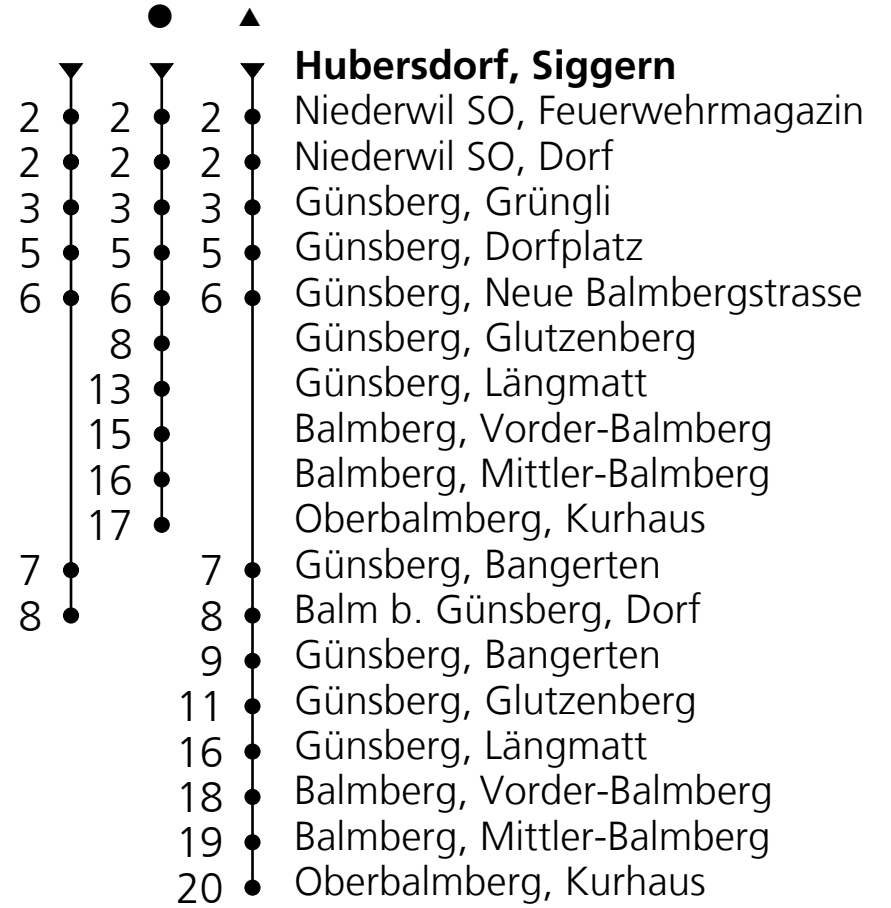 ● ▲
Hubersdorf, Siggern
2 2 2 Niederwil SO, Feuerwehrmagazin
2 2 2 Niederwil SO, Dorf
3 3 3 Günsberg, Grüngli
5 5 5 Günsberg, Dorfplatz
6 6 6 Günsberg, Neue Balmbergstrasse
8 Günsberg, Glutzenberg
13 Günsberg, Längmatt
15 Balmberg, Vorder-Balmberg
16 Balmberg, Mittler-Balmberg
17 Oberbalmberg, Kurhaus
7 7 Günsberg, Bangerten
8 8 Balm b. Günsberg, Dorf
9 Günsberg, Bangerten
11 Günsberg, Glutzenberg
16 Günsberg, Längmatt
18 Balmberg, Vorder-Balmberg
19 Balmberg, Mittler-Balmberg
20 Oberbalmberg, Kurhaus